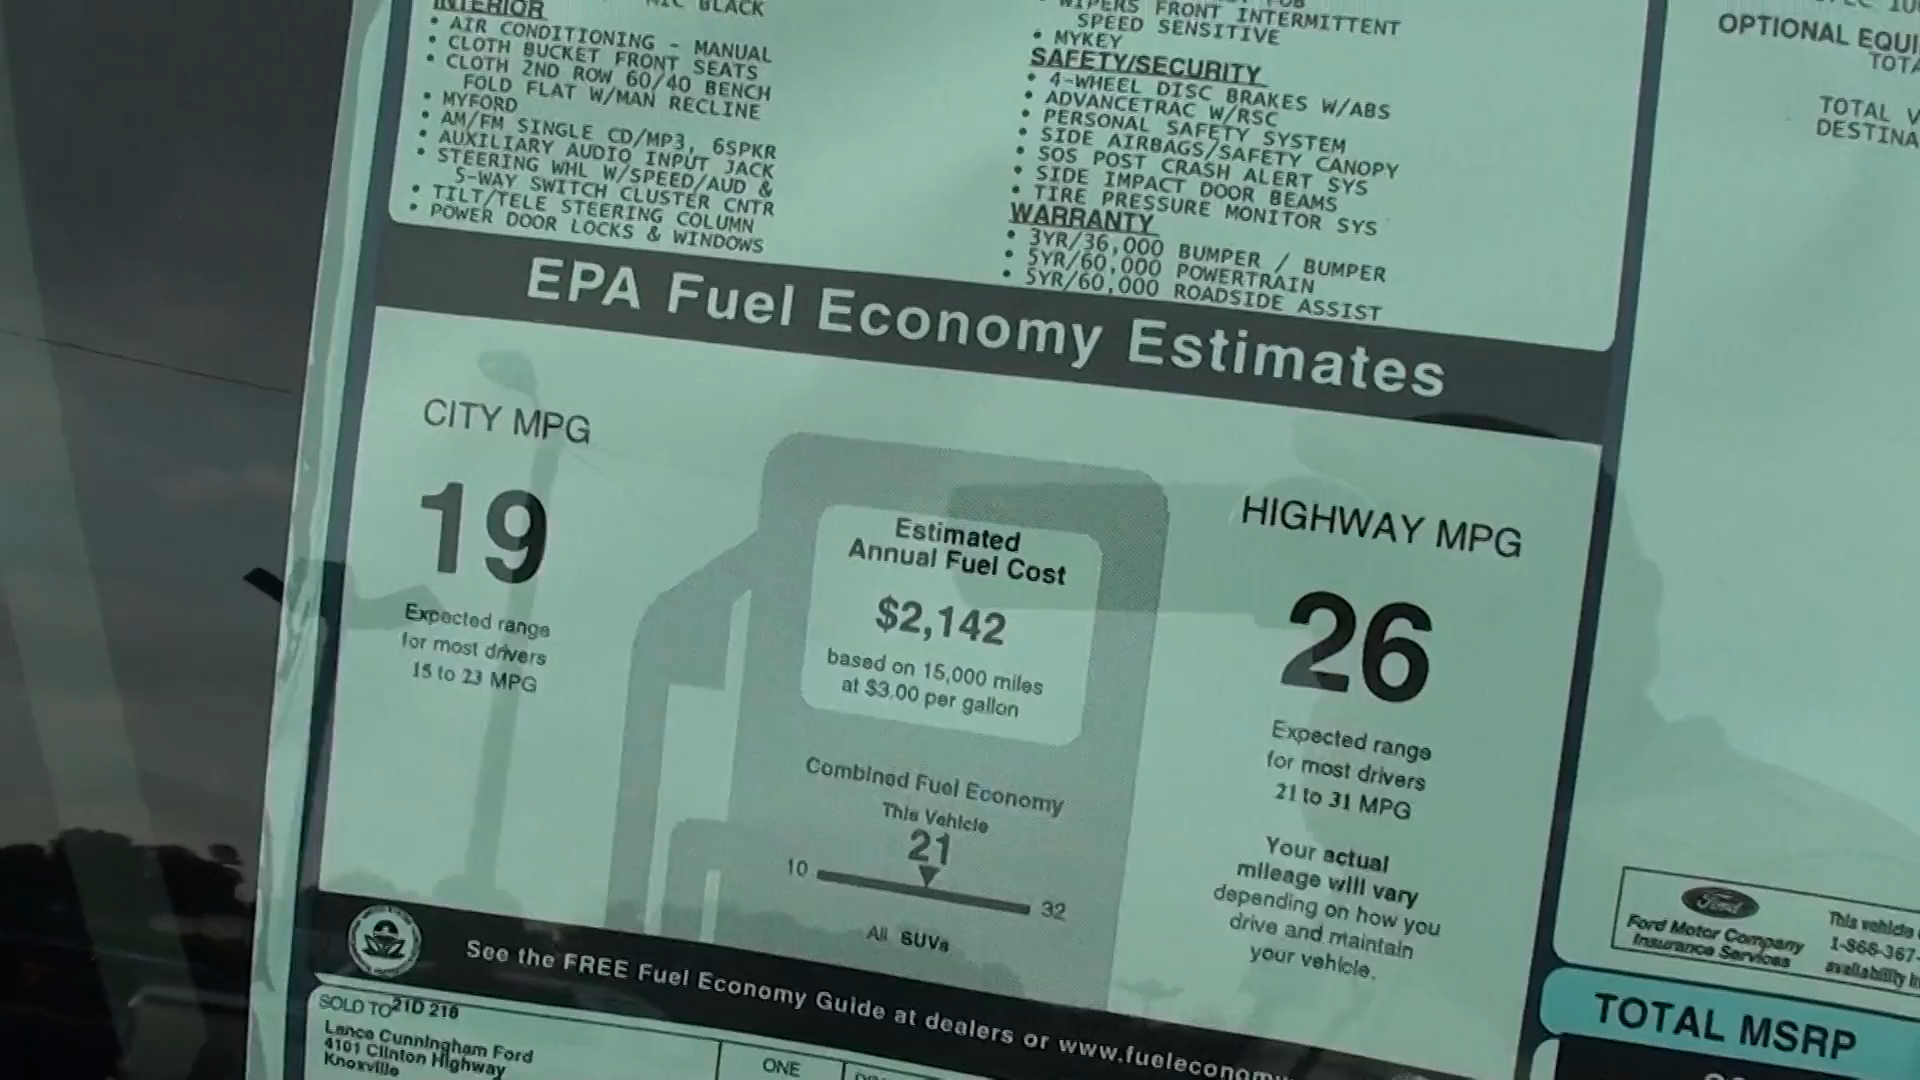 BLACK
INTERIOR
• AIR CONDITIONING - MANUAL
• CLOTH BUCKET FRONT SEATS
• CLOTH 2ND ROW 60/40 BENCH
FOLD FLAT W/MAN RECLINE
• MYFORD
• AM/FM SINGLE CD/MP3, 6SPKR
• AUXILIARY AUDIO INPUT JACK
• STEERING WHL W/SPEED/AUD &
5-WAY SWITCH CLUSTER CNTR
• TILT/TELE STEERING COLUMN
• POWER DOOR LOCKS & WINDOWS
WIPERS FRONT INTERMITTENT
SPEED SENSITIVE
• MYKEY
SAFETY/SECURITY
• 4-WHEEL DISC BRAKES W/ABS
• ADVANCETRAC W/RSC
• PERSONAL SAFETY SYSTEM
• SIDE AIRBAGS/SAFETY CANOPY
• SOS POST CRASH ALERT SYS
• SIDE IMPACT DOOR BEAMS
• TIRE PRESSURE MONITOR SYS
WARRANTY
• 3YR/36,000 BUMPER / BUMPER
• 5YR/60,000 POWERTRAIN
• 5YR/60,000 ROADSIDE ASSIST
OPTIONAL EQUI
TOTA
TOTAL V
DESTINA
EPA Fuel Economy Estimates
CITY MPG
19
Expected range
for most drivers
15 to 23 MPG
Estimated
Annual Fuel Cost
$2,142
based on 15,000 miles
at $3.00 per gallon
Combined Fuel Economy
This Vehicle
21
10
32
All SUVs
HIGHWAY MPG
26
Expected range
for most drivers
21 to 31 MPG
Your actual
mileage will vary
depending on how you
drive and maintain
your vehicle.
See the FREE Fuel Economy Guide at dealers or www.fueleconomy
Ford
Ford Motor Company
Insurance Services
This vehicle
1-866-367-
availability in
TOTAL MSRP
SOLD TO 21D 218
Lance Cunningham Ford
4101 Clinton Highway
Knoxville
ONE